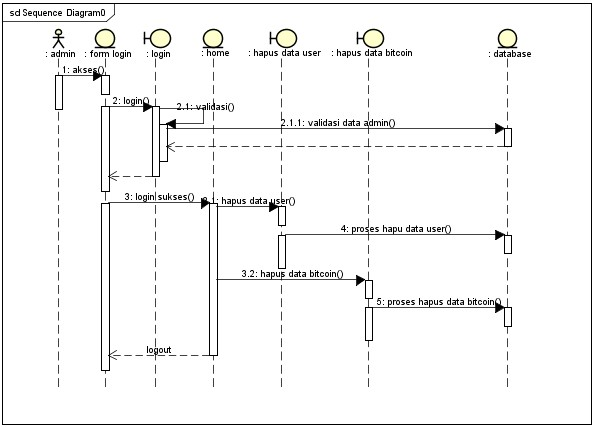 sd Sequence Diagram0
: admin
: form login
: login
: home
: hapus data user
: hapus data bitcoin
: database
1: akses()
2: login()
2.1: validasi()
2.1.1: validasi data admin()
3: login sukses()
3.1: hapus data user()
4: proses hapu data user()
3.2: hapus data bitcoin()
5: proses hapus data bitcoin()
logout